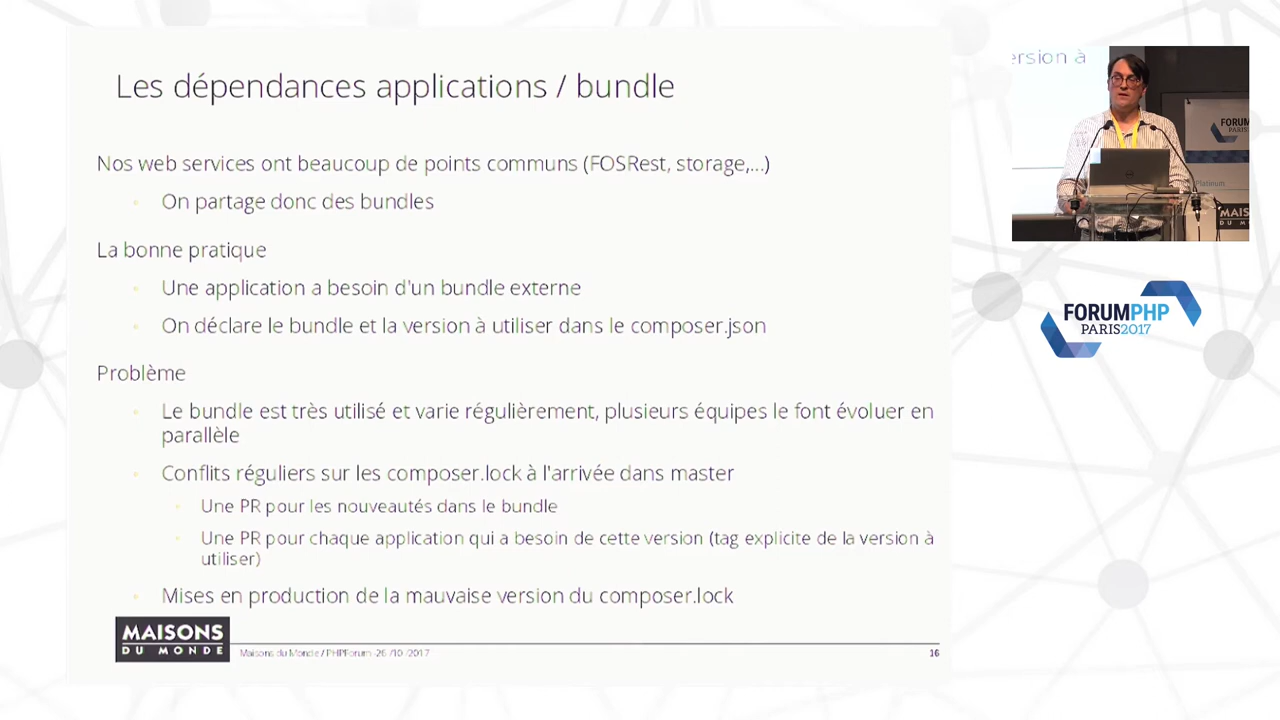 Les dépendances applications / bundle
Nos web services ont beaucoup de points communs (FOSRest, storage,...)
On partage donc des bundles
La bonne pratique
Une application a besoin d'un bundle externe
On déclare le bundle et la version à utiliser dans le composer.json
Problème
Le bundle est très utilisé et varie régulièrement, plusieurs équipes le font évoluer en
parallèle
Conflits réguliers sur les composer.lock à l'arrivée dans master
Une PR pour les nouveautés dans le bundle
Une PR pour chaque application qui a besoin de cette version (tag explicite de la version à
utiliser)
Mises en production de la mauvaise version du composer.lock
MAISONS
DU MONDE
Maisons du Monde / PHPForum -26 /10 /2017
16
ersion à
FORUM
PARIS
Platinum
MAIS
DU M
FORUMPHP
PARIS2017